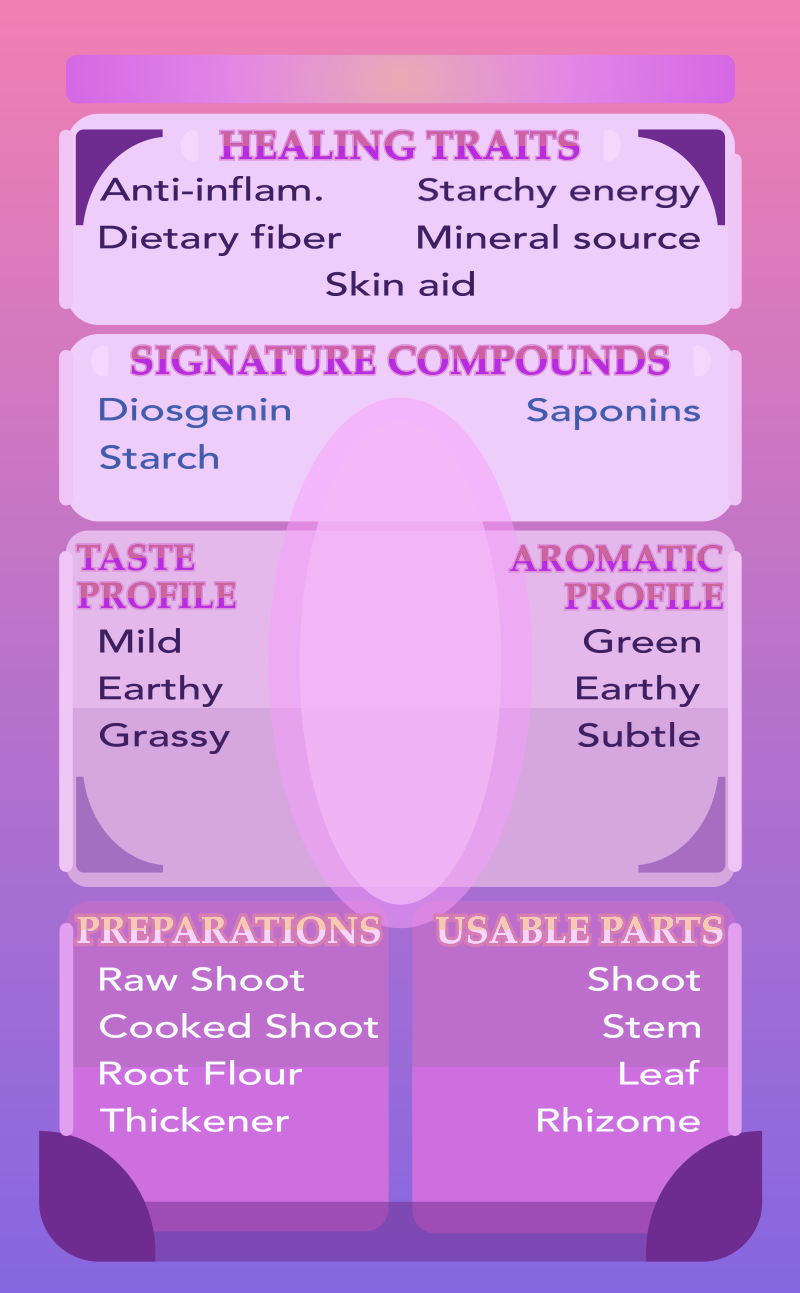 HEALING TRAITS
Anti-inflam. Starchy energy
Dietary fiber Mineral source
Skin aid
SIGNATURE COMPOUNDS
Diosgenin Saponins
Starch
TASTE
PROFILE
Mild
Earthy
Grassy
AROMATIC
PROFILE
Green
Earthy
Subtle
PREPARATIONS
Raw Shoot
Cooked Shoot
Root Flour
Thickener
USABLE PARTS
Shoot
Stem
Leaf
Rhizome